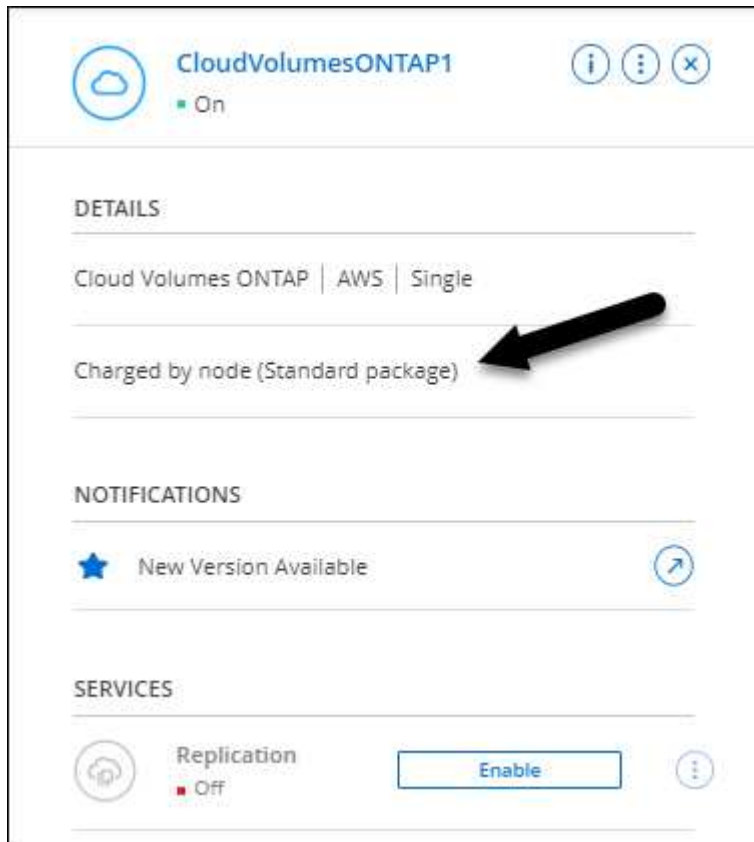 CloudVolumesONTAP1
On
DETAILS
Cloud Volumes ONTAP | AWS | Single
Charged by node (Standard package)
NOTIFICATIONS
New Version Available
SERVICES
Replication
Enable
Off